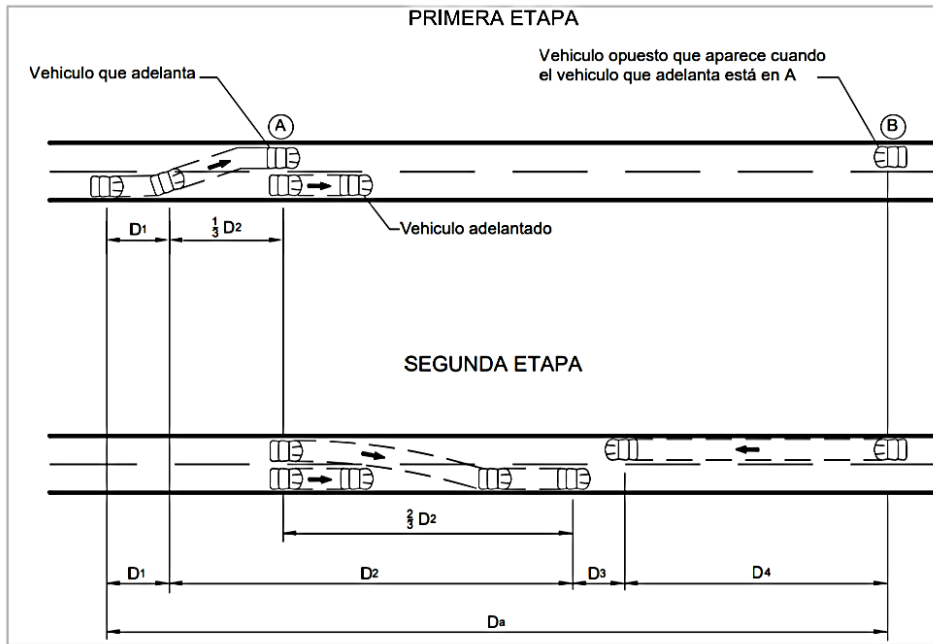 PRIMERA ETAPA
Vehiculo que adelanta
Vehiculo opuesto que aparece cuando
el vehiculo que adelanta está en A
A
B
Vehiculo adelantado
D1
1/3 D2
SEGUNDA ETAPA
2/3 D2
D1
D2
D3
D4
Da